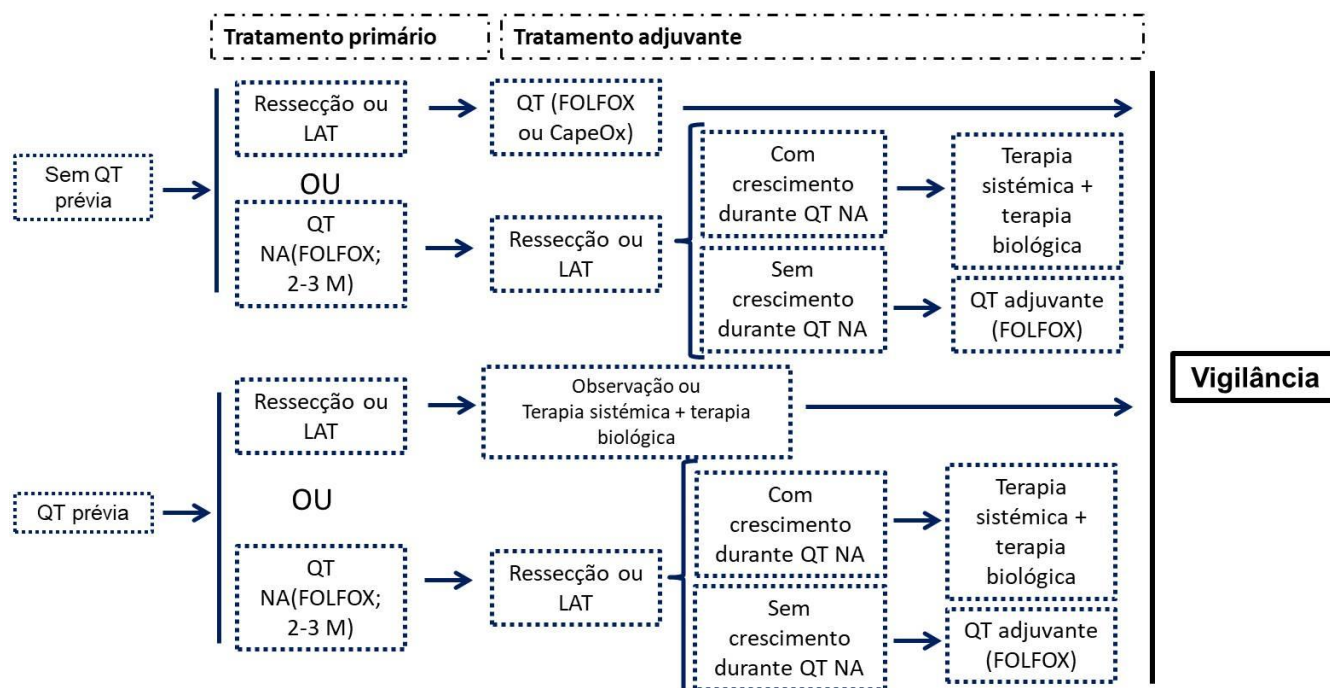 Tratamento primário
Tratamento adjuvante
Sem QT
prévia
Ressecção ou
LAT
QT (FOLFOX
ou CapeOx)
OU
QT
NA(FOLFOX;
2-3 M)
Ressecção ou
LAT
Com
crescimento
durante QT NA
Terapia
sistémica +
terapia
biológica
Sem
crescimento
durante QT NA
QT adjuvante
(FOLFOX)
QT prévia
Ressecção ou
LAT
Observação ou
Terapia sistémica + terapia
biológica
OU
QT
NA(FOLFOX;
2-3 M)
Ressecção ou
LAT
Com
crescimento
durante QT NA
Terapia
sistémica +
terapia
biológica
Sem
crescimento
durante QT NA
QT adjuvante
(FOLFOX)
Vigilância